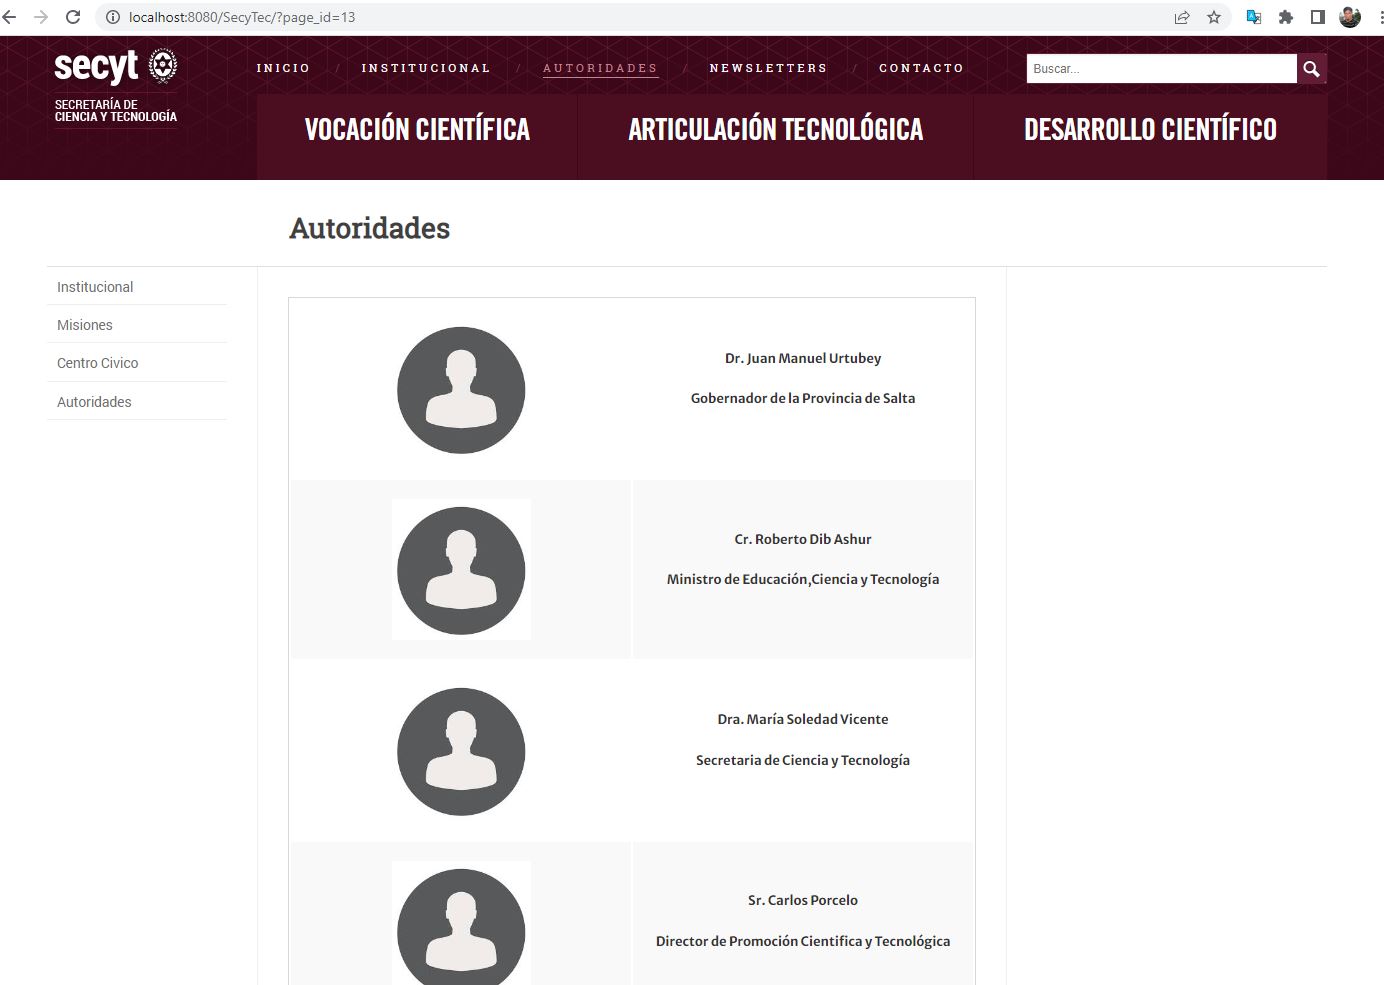 localhost:8080/SecyTec/?page_id=13
secyt
SECRETARÍA DE
CIENCIA Y TECNOLOGÍA
INICIO / INSTITUCIONAL / AUTORIDADES / NEWSLETTERS / CONTACTO
Buscar...
VOCACIÓN CIENTÍFICA
ARTICULACIÓN TECNOLÓGICA
DESARROLLO CIENTÍFICO
Autoridades
Institucional
Misiones
Centro Civico
Autoridades
Dr. Juan Manuel Urtubey
Gobernador de la Provincia de Salta
Cr. Roberto Dib Ashur
Ministro de Educación,Ciencia y Tecnología
Dra. María Soledad Vicente
Secretaria de Ciencia y Tecnología
Sr. Carlos Porcelo
Director de Promoción Cientifica y Tecnológica